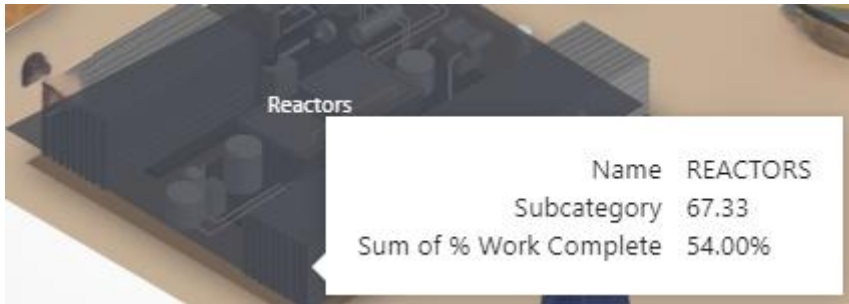 Reactors
Name REACTORS
Subcategory 67.33
Sum of % Work Complete 54.00%